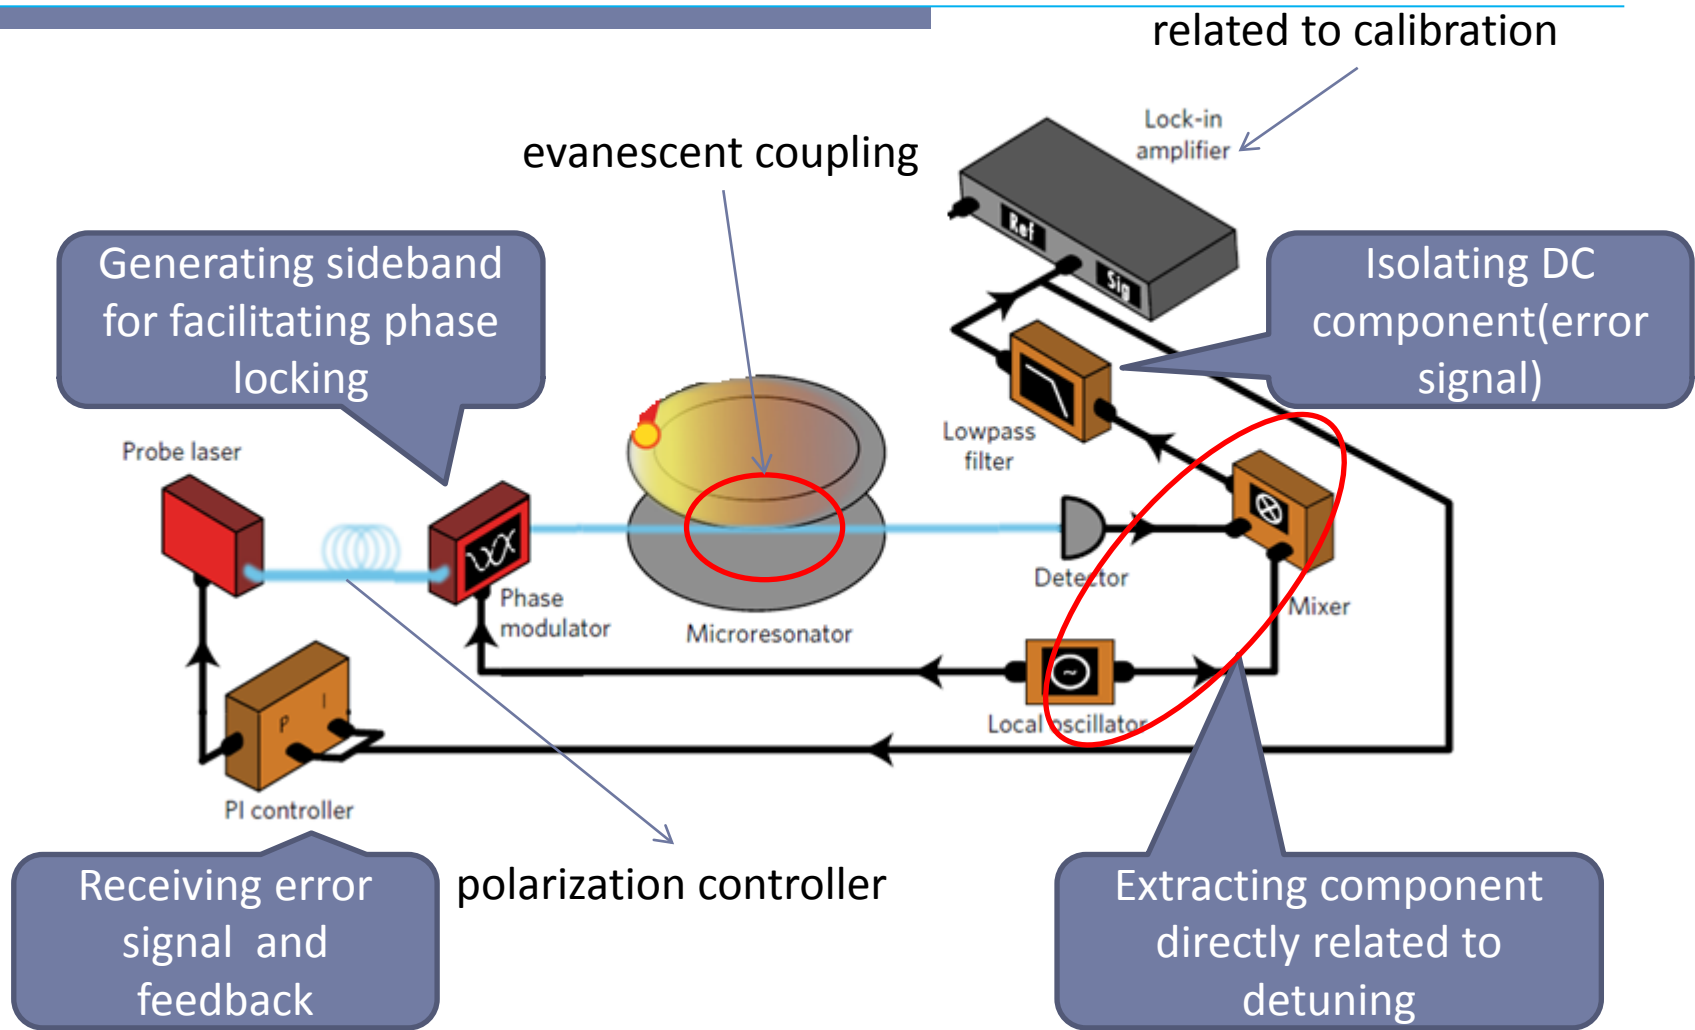 related to calibration
Lock-in
amplifier
evanescent coupling
Ref
Sig
Generating sideband
for facilitating phase
locking
Isolating DC
component(error
signal)
Probe laser
Lowpass
filter
Phase
modulator
Microresonator
Detector
Mixer
~
Local oscillator
P
I
PI controller
Receiving error
signal and
feedback
polarization controller
Extracting component
directly related to
detuning